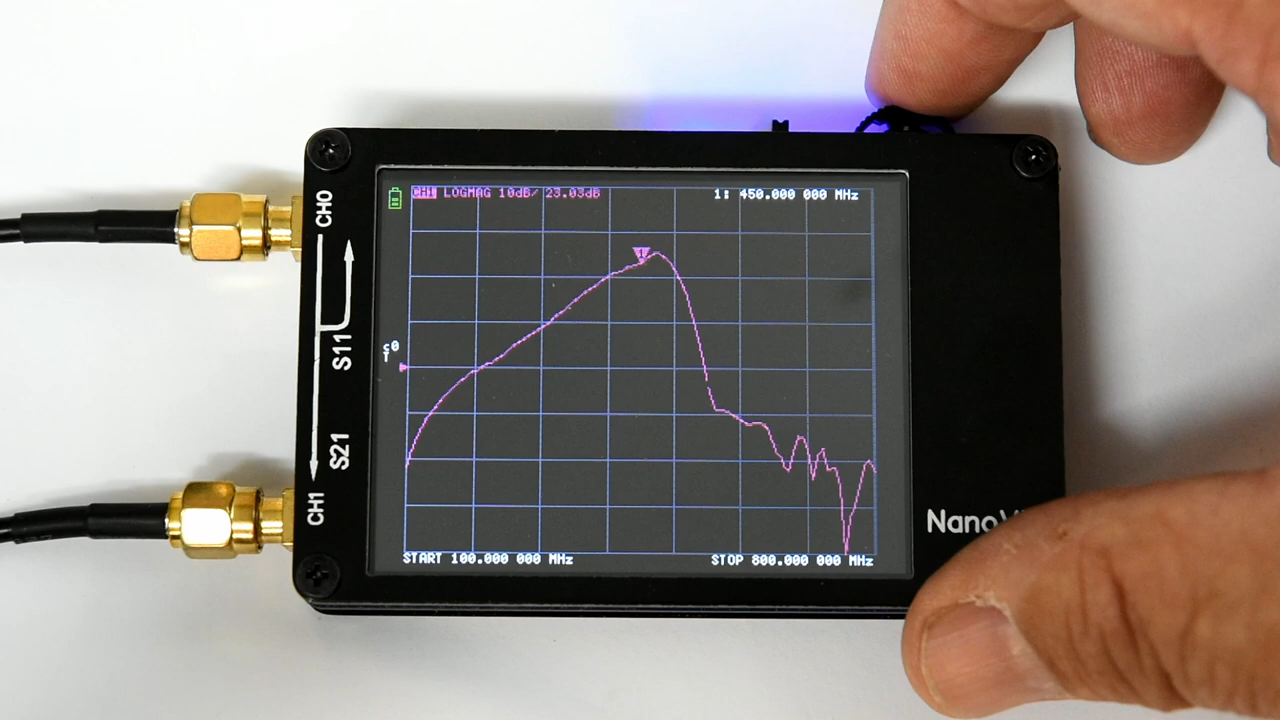 CH1 LOGMAG 10dB/ 23.03dB
1: 450.000 000 MHz
CH0
S11
S21
CH1
1
START 100.000 000 MHz
STOP 800.000 000 MHz